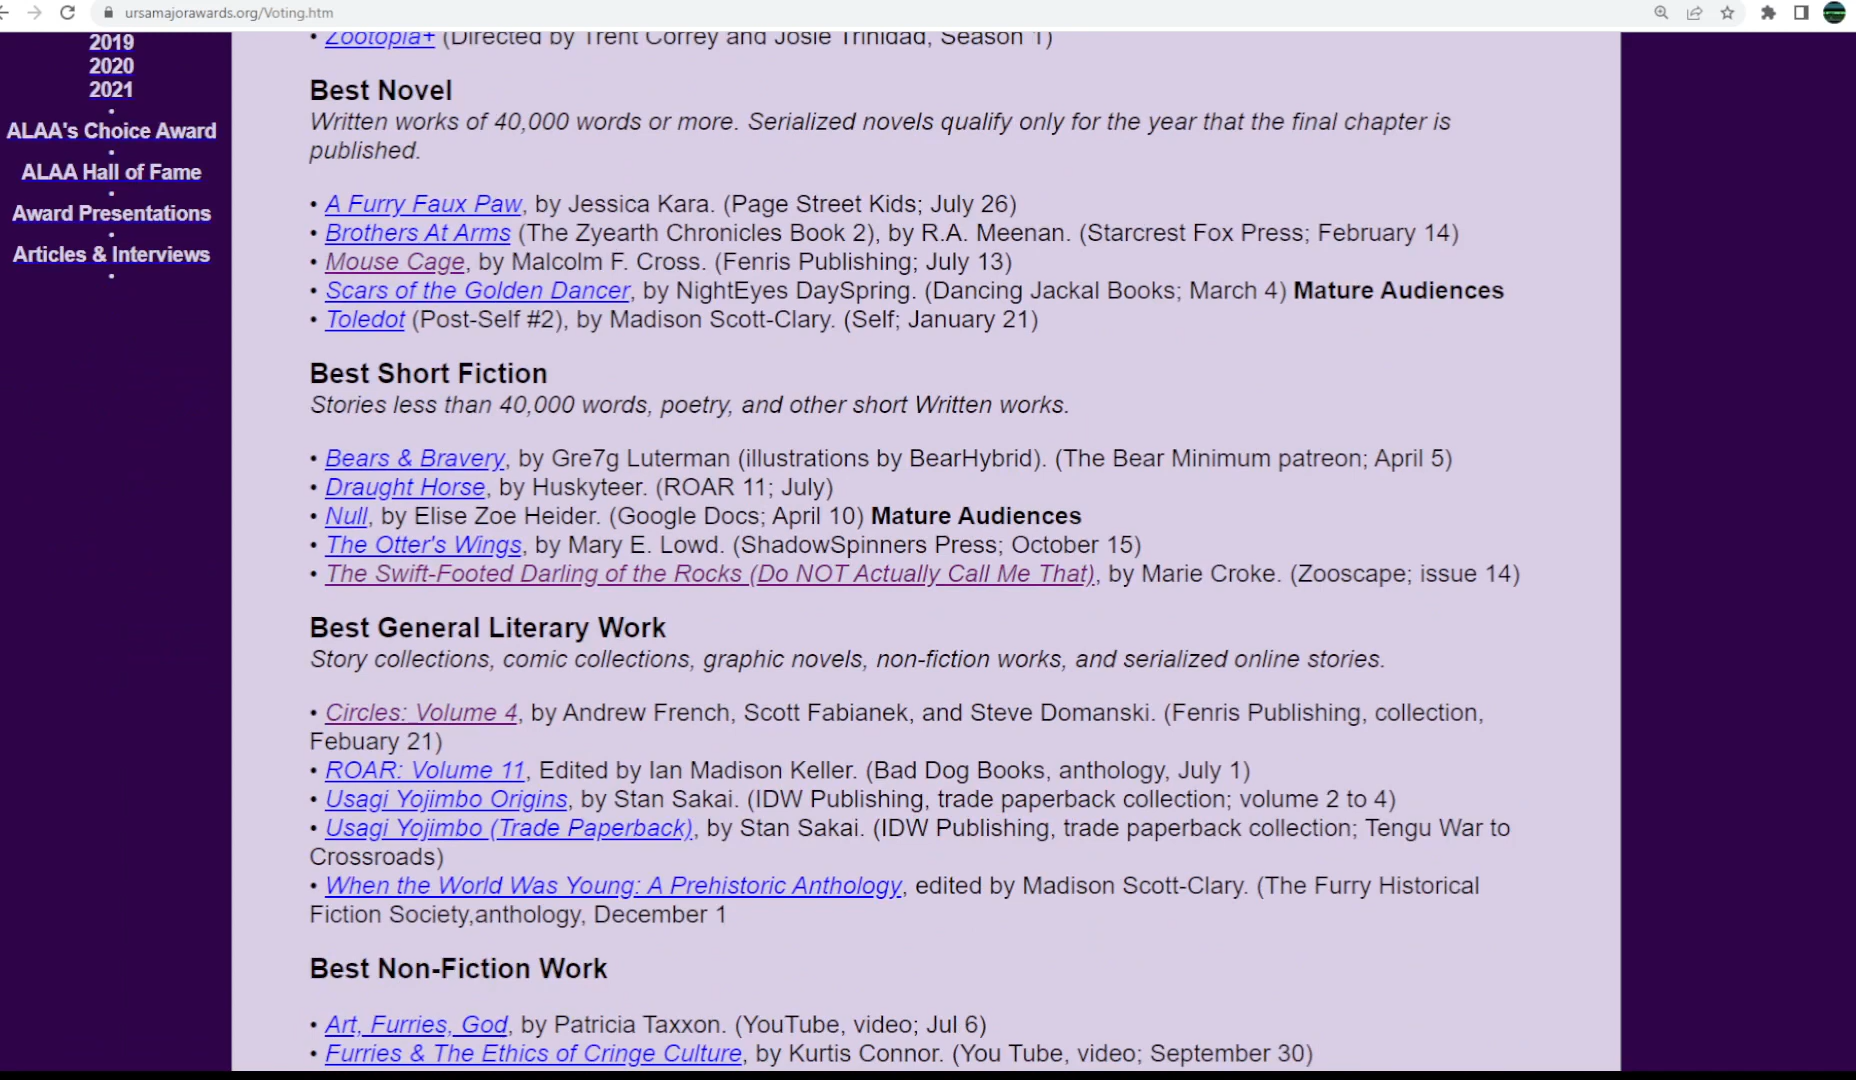 ursamajorawards.org/Voting.htm
2019
2020
2021
•
ALAA's Choice Award
•
ALAA Hall of Fame
•
Award Presentations
•
Articles & Interviews
•
• Zootopia+ (Directed by Trent Correy and Josie Trinidad, Season 1)
Best Novel
Written works of 40,000 words or more. Serialized novels qualify only for the year that the final chapter is
published.
• A Furry Faux Paw, by Jessica Kara. (Page Street Kids; July 26)
• Brothers At Arms (The Zyearth Chronicles Book 2), by R.A. Meenan. (Starcrest Fox Press; February 14)
• Mouse Cage, by Malcolm F. Cross. (Fenris Publishing; July 13)
• Scars of the Golden Dancer, by NightEyes DaySpring. (Dancing Jackal Books; March 4) Mature Audiences
• Toledot (Post-Self #2), by Madison Scott-Clary. (Self; January 21)
Best Short Fiction
Stories less than 40,000 words, poetry, and other short Written works.
• Bears & Bravery, by Gre7g Luterman (illustrations by BearHybrid). (The Bear Minimum patreon; April 5)
• Draught Horse, by Huskyteer. (ROAR 11; July)
• Null, by Elise Zoe Heider. (Google Docs; April 10) Mature Audiences
• The Otter's Wings, by Mary E. Lowd. (ShadowSpinners Press; October 15)
• The Swift-Footed Darling of the Rocks (Do NOT Actually Call Me That), by Marie Croke. (Zooscape; issue 14)
Best General Literary Work
Story collections, comic collections, graphic novels, non-fiction works, and serialized online stories.
• Circles: Volume 4, by Andrew French, Scott Fabianek, and Steve Domanski. (Fenris Publishing, collection,
Febuary 21)
• ROAR: Volume 11, Edited by Ian Madison Keller. (Bad Dog Books, anthology, July 1)
• Usagi Yojimbo Origins, by Stan Sakai. (IDW Publishing, trade paperback collection; volume 2 to 4)
• Usagi Yojimbo (Trade Paperback), by Stan Sakai. (IDW Publishing, trade paperback collection; Tengu War to
Crossroads)
• When the World Was Young: A Prehistoric Anthology, edited by Madison Scott-Clary. (The Furry Historical
Fiction Society,anthology, December 1
Best Non-Fiction Work
• Art, Furries, God, by Patricia Taxxon. (YouTube, video; Jul 6)
• Furries & The Ethics of Cringe Culture, by Kurtis Connor. (You Tube, video; September 30)